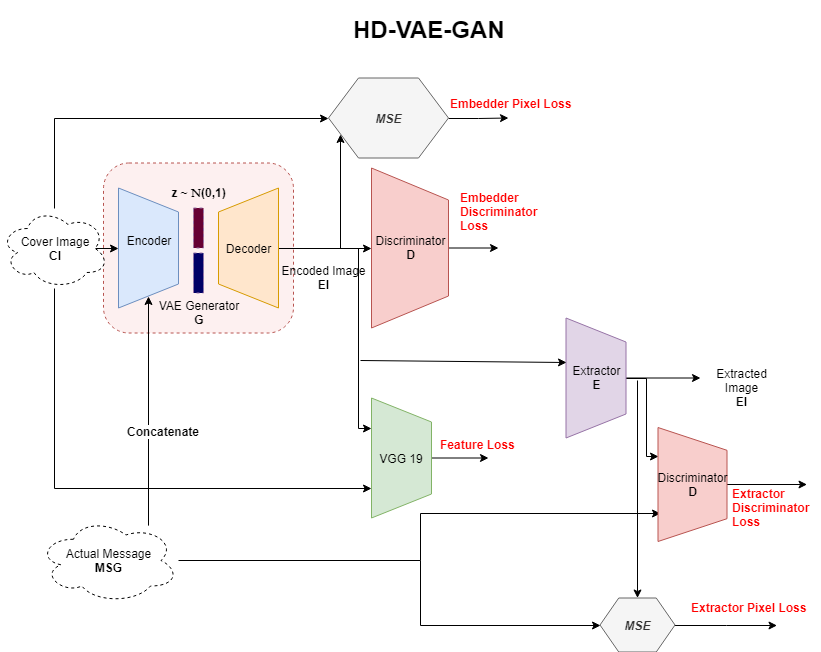 HD-VAE-GAN
MSE
Embedder Pixel Loss
z ~ N(0,1)
Embedder
Discriminator
Loss
Cover Image
CI
Encoder
Decoder
Discriminator
D
Encoded Image
EI
VAE Generator
G
Extractor
E
Extracted
Image
EI
Concatenate
VGG 19
Feature Loss
Discriminator
D
Extractor
Discriminator
Loss
Actual Message
MSG
MSE
Extractor Pixel Loss